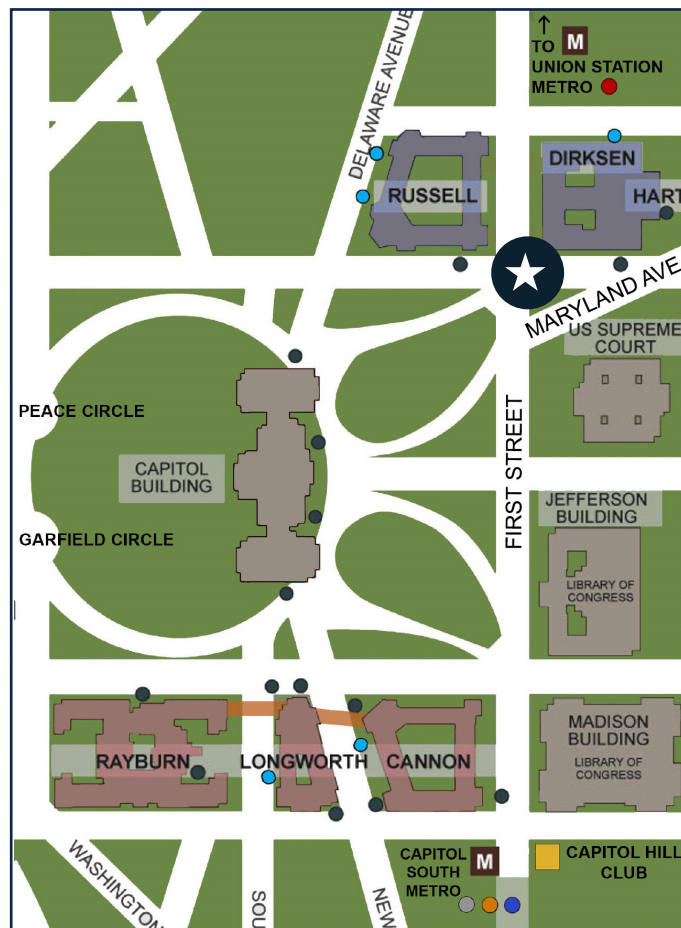 ↑
TO M
UNION STATION
METRO
DELAWARE AVENUE
DIRKSEN
RUSSELL
HART
MARYLAND AVE
US SUPREME
COURT
PEACE CIRCLE
FIRST STREET
CAPITOL
BUILDING
JEFFERSON
BUILDING
GARFIELD CIRCLE
LIBRARY OF
CONGRESS
MADISON
BUILDING
LIBRARY OF
CONGRESS
RAYBURN
LONGWORTH
CANNON
WASHINGTON
SOU
NEW
CAPITOL
SOUTH
METRO
M
CAPITOL HILL
CLUB